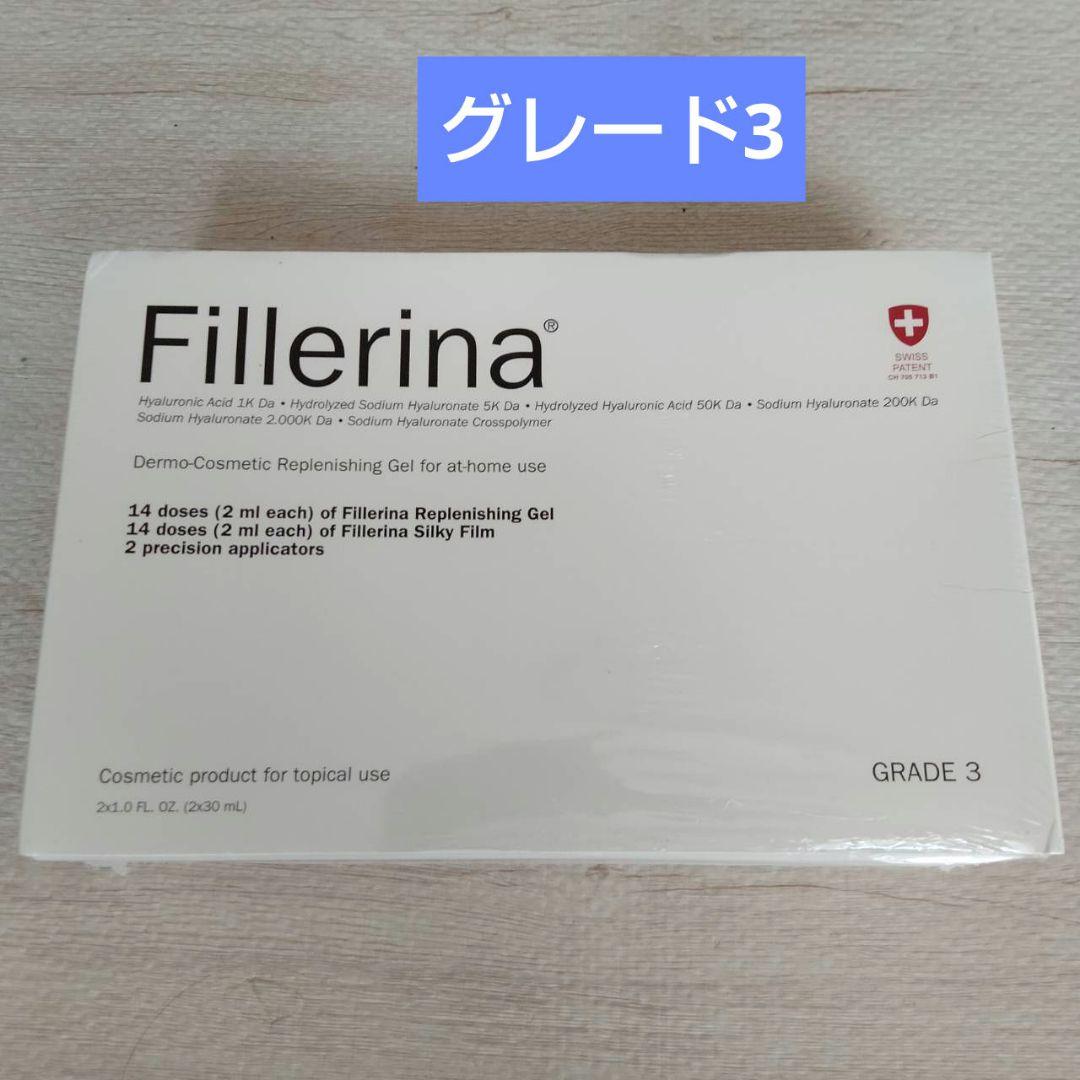 グレード3
Fillerina®
SWISS
PATENT
CH 705 713 B1
Hyaluronic Acid 1K Da • Hydrolyzed Sodium Hyaluronate 5K Da • Hydrolyzed Hyaluronic Acid 50K Da • Sodium Hyaluronate 200K Da
Sodium Hyaluronate 2.000K Da • Sodium Hyaluronate Crosspolymer
Dermo-Cosmetic Replenishing Gel for at-home use
14 doses (2 ml each) of Fillerina Replenishing Gel
14 doses (2 ml each) of Fillerina Silky Film
2 precision applicators
Cosmetic product for topical use
2x1.0 FL. OZ. (2x30 mL)
GRADE 3